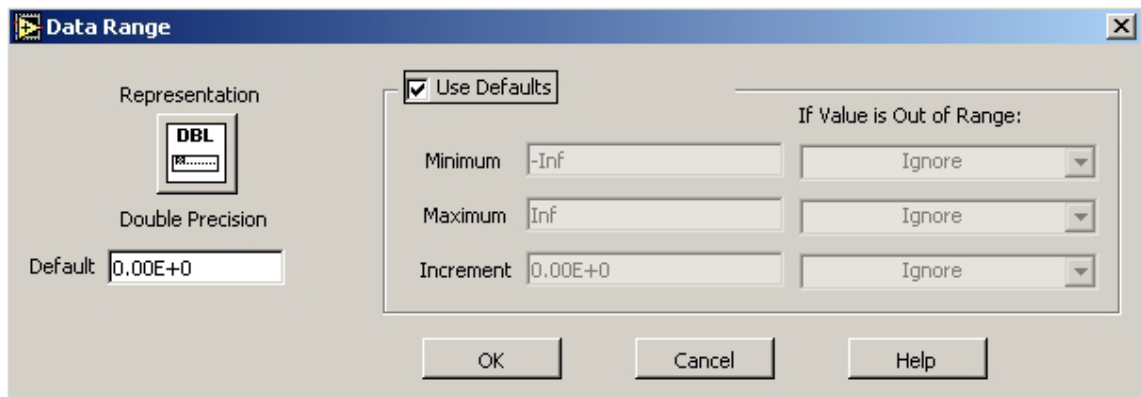 Data Range
Representation
DBL
Double Precision
Default 0.00E+0
Use Defaults
If Value is Out of Range:
Minimum -Inf Ignore
Maximum Inf Ignore
Increment 0.00E+0 Ignore
OK Cancel Help